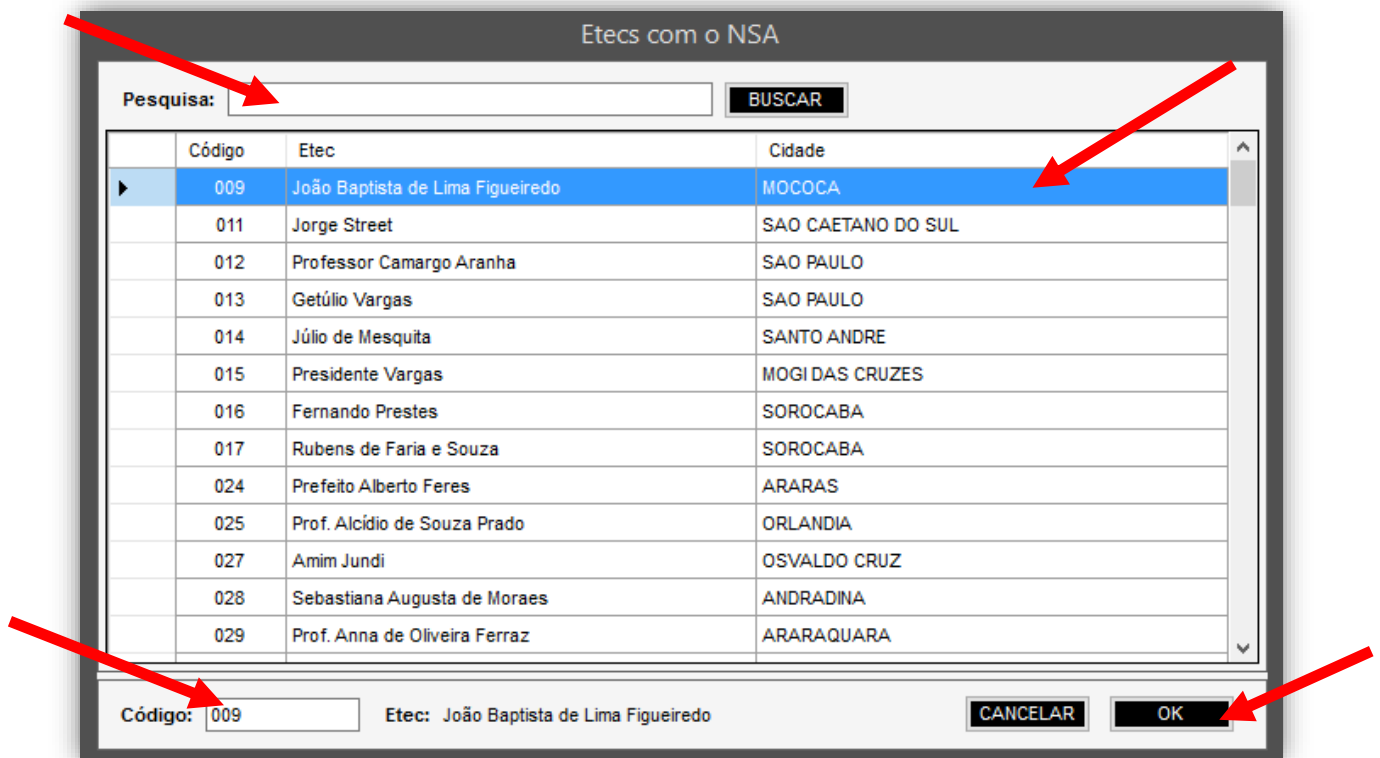 Etecs com o NSA
Pesquisa: BUSCAR
Código Etec Cidade
009 João Baptista de Lima Figueiredo MOCOCA
011 Jorge Street SAO CAETANO DO SUL
012 Professor Camargo Aranha SAO PAULO
013 Getúlio Vargas SAO PAULO
014 Júlio de Mesquita SANTO ANDRE
015 Presidente Vargas MOGI DAS CRUZES
016 Fernando Prestes SOROCABA
017 Rubens de Faria e Souza SOROCABA
024 Prefeito Alberto Feres ARARAS
025 Prof. Alcídio de Souza Prado ORLANDIA
027 Amim Jundi OSVALDO CRUZ
028 Sebastiana Augusta de Moraes ANDRADINA
029 Prof. Anna de Oliveira Ferraz ARARAQUARA
Código: 009 Etec: João Baptista de Lima Figueiredo CANCELAR OK